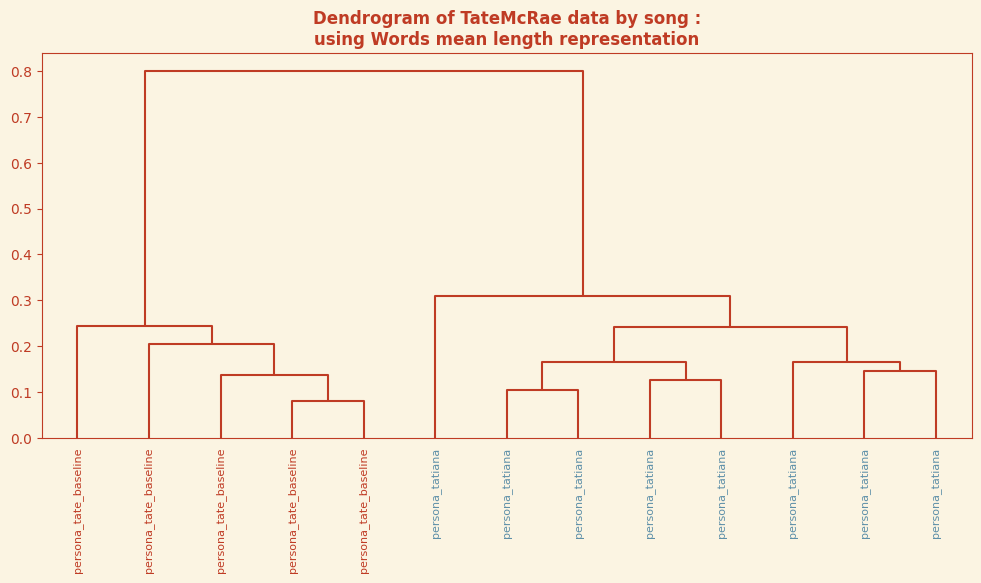 Dendrogram of TateMcRae data by song :
using Words mean length representation
0.8
0.7
0.6
0.5
0.4
0.3
0.2
0.1
0.0
persona_tate_baseline
persona_tate_baseline
persona_tate_baseline
persona_tate_baseline
persona_tate_baseline
persona_tatiana
persona_tatiana
persona_tatiana
persona_tatiana
persona_tatiana
persona_tatiana
persona_tatiana
persona_tatiana